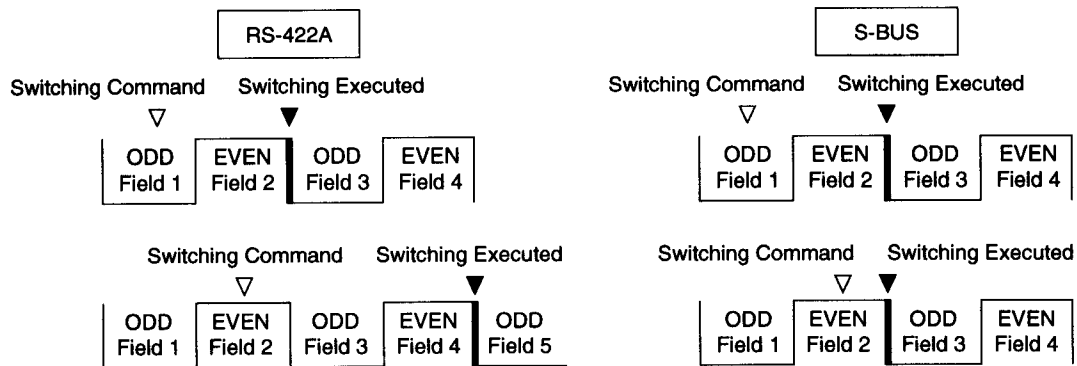 RS-422A
Switching Command Switching Executed
ODD EVEN ODD EVEN
Field 1 Field 2 Field 3 Field 4
Switching Command Switching Executed
ODD EVEN ODD EVEN ODD
Field 1 Field 2 Field 3 Field 4 Field 5
S-BUS
Switching Command Switching Executed
ODD EVEN ODD EVEN
Field 1 Field 2 Field 3 Field 4
Switching Command Switching Executed
ODD EVEN ODD EVEN
Field 1 Field 2 Field 3 Field 4